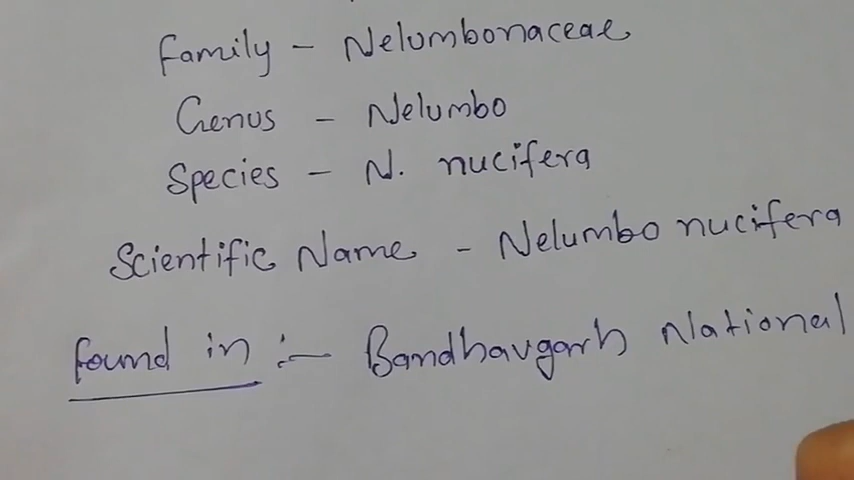 Family - Nelumbonaceae
Genus - Nelumbo
Species - N. nucifera
Scientific Name - Nelumbo nucifera
found in :- Bandhavgarh National